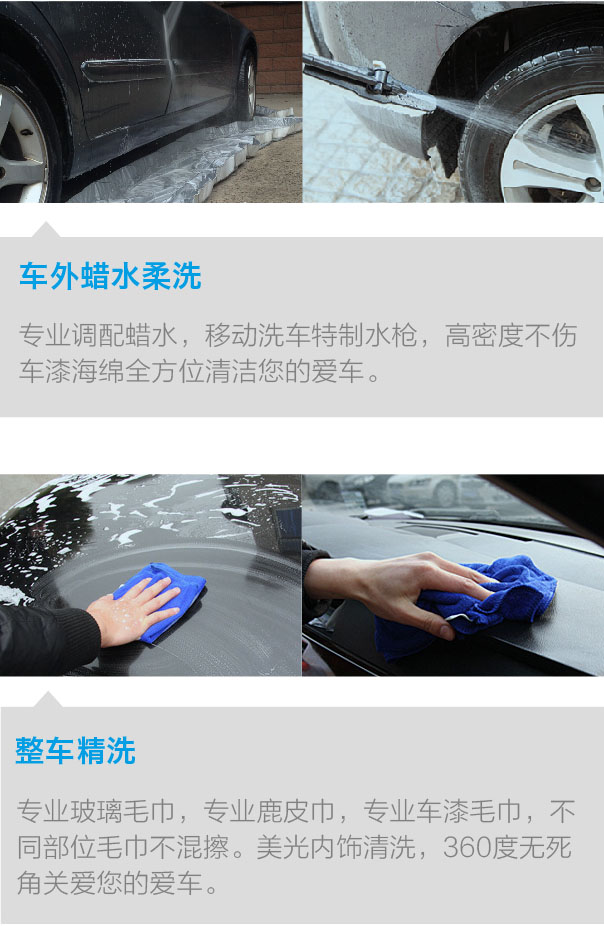 车外蜡水柔洗
专业调配蜡水，移动洗车特制水枪，高密度不伤
车漆海绵全方位清洁您的爱车。
整车精洗
专业玻璃毛巾，专业鹿皮巾，专业车漆毛巾，不
同部位毛巾不混擦。美光内饰清洗，360度无死
角关爱您的爱车。